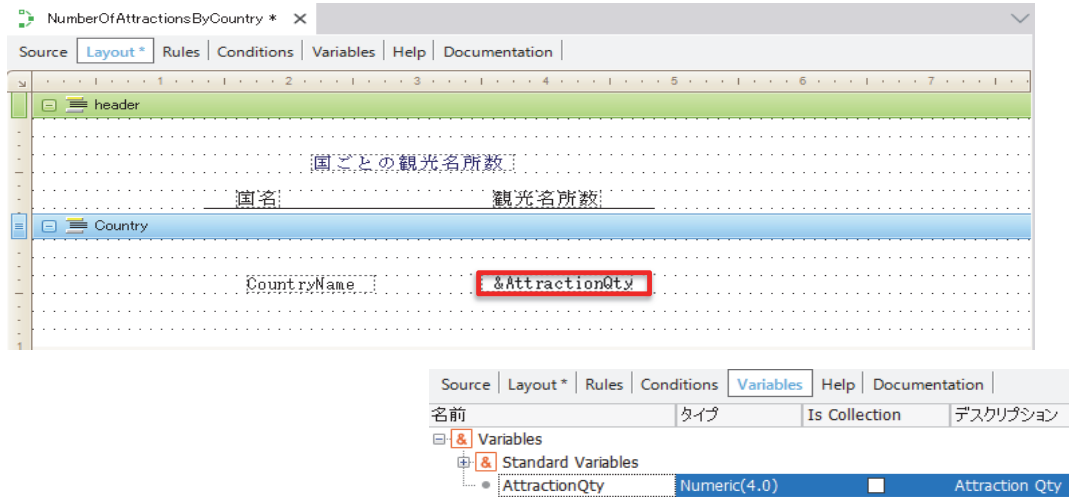 NumberOfAttractionsByCountry * ×
Source Layout * Rules Conditions Variables Help Documentation
1 2 3 4 5 6 7
header
国ごとの観光名所数
国名 観光名所数
Country
CountryName &AttractionQty
1
Source Layout * Rules Conditions Variables Help Documentation
名前 タイプ Is Collection デスクリプション
& Variables
& Standard Variables
AttractionQty Numeric(4.0) Attraction Qty